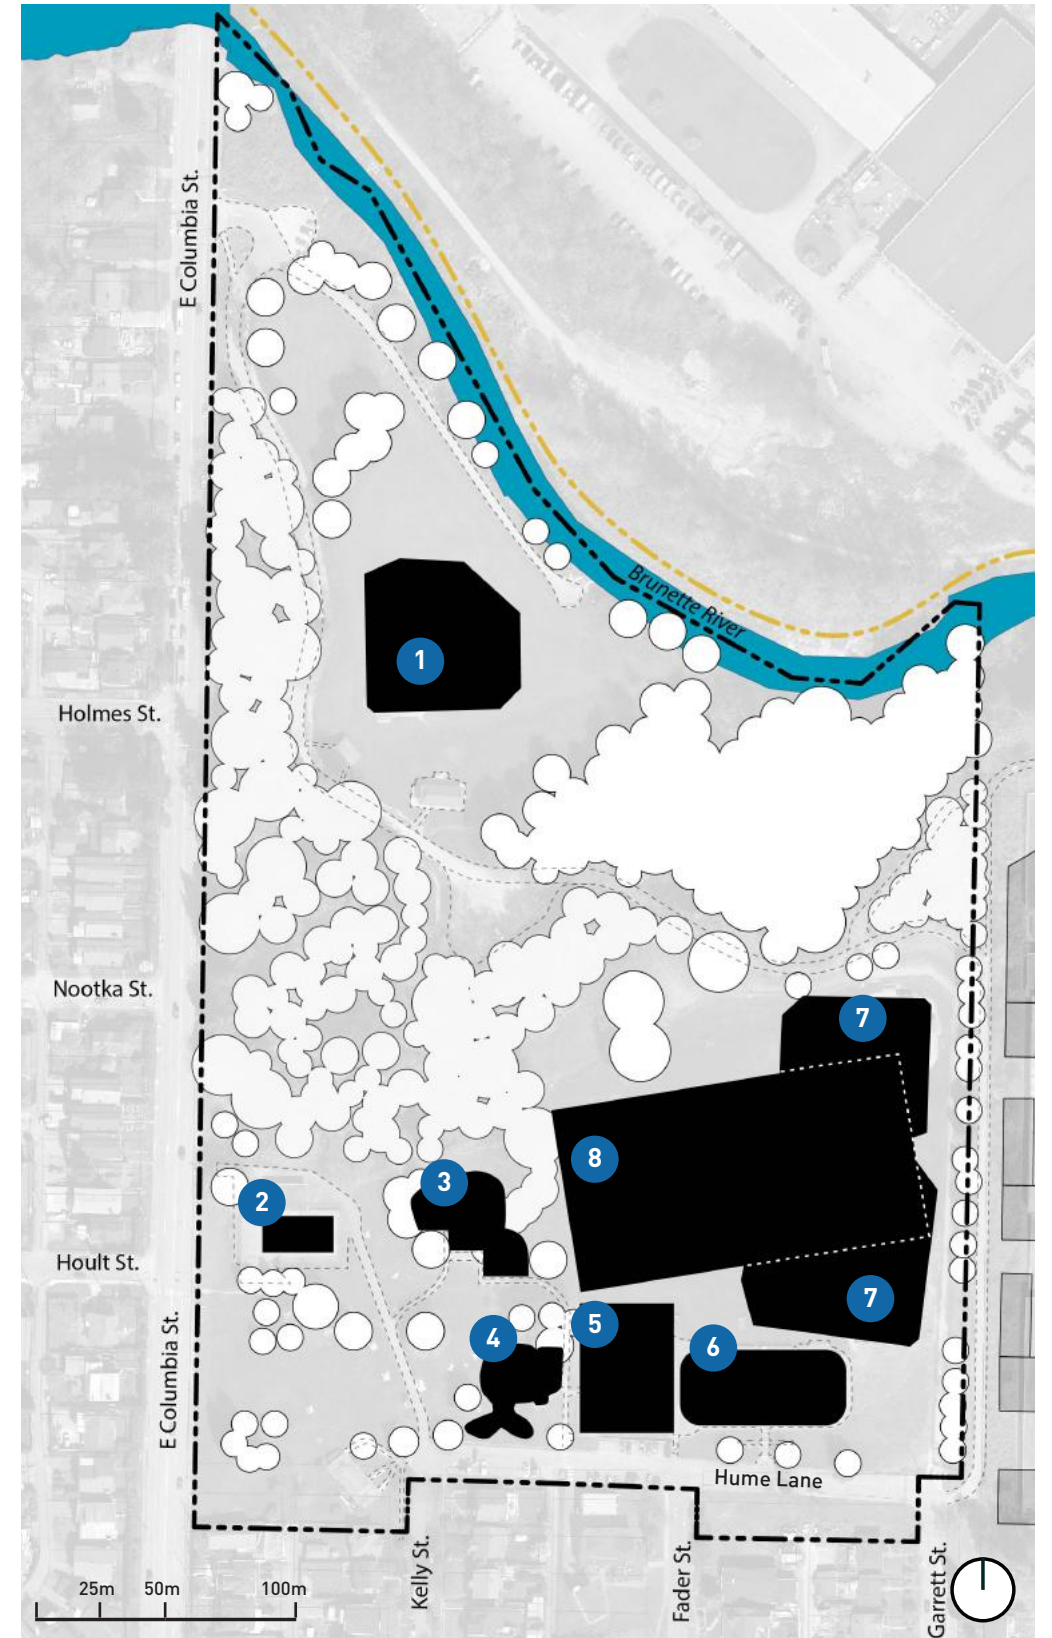 E Columbia St.
Brunette River
1
Holmes St.
Nootka St.
7
8
3
2
Hoult St.
7
5
4
6
E Columbia St.
Hume Lane
Kelly St.
Fader St.
Garrett St.
25m 50m 100m